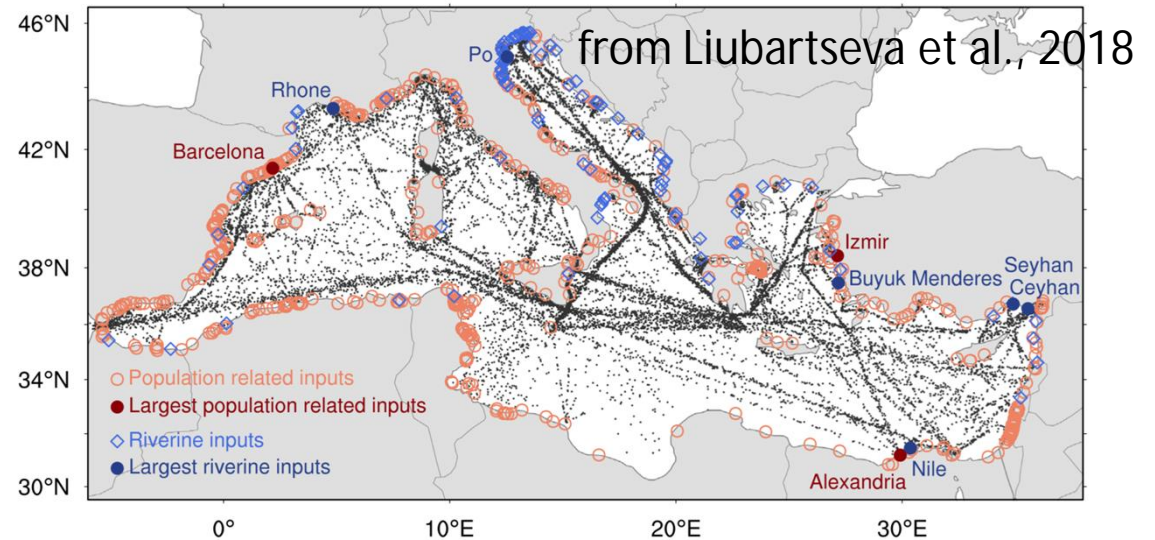 46°N
from Liubartseva et al., 2018
Po
Rhone
42°N
Barcelona
Izmir
38°N
Buyuk Menderes
Seyhan
Ceyhan
34°N
Population related inputs
Largest population related inputs
Riverine inputs
Largest riverine inputs
Nile
Alexandria
30°N
0°
10°E
20°E
30°E